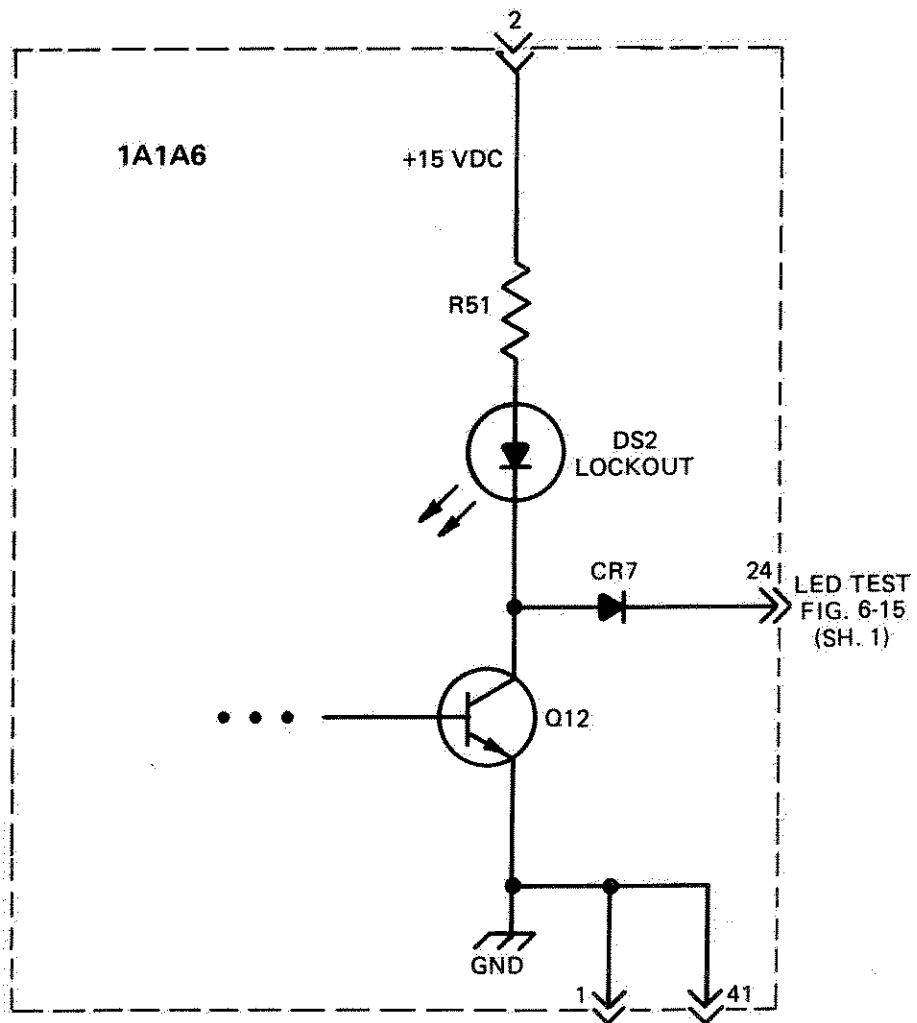 2
1A1A6
+15 VDC
R51
DS2
LOCKOUT
CR7
24
LED TEST
FIG. 6-15
(SH. 1)
Q12
GND
1
41